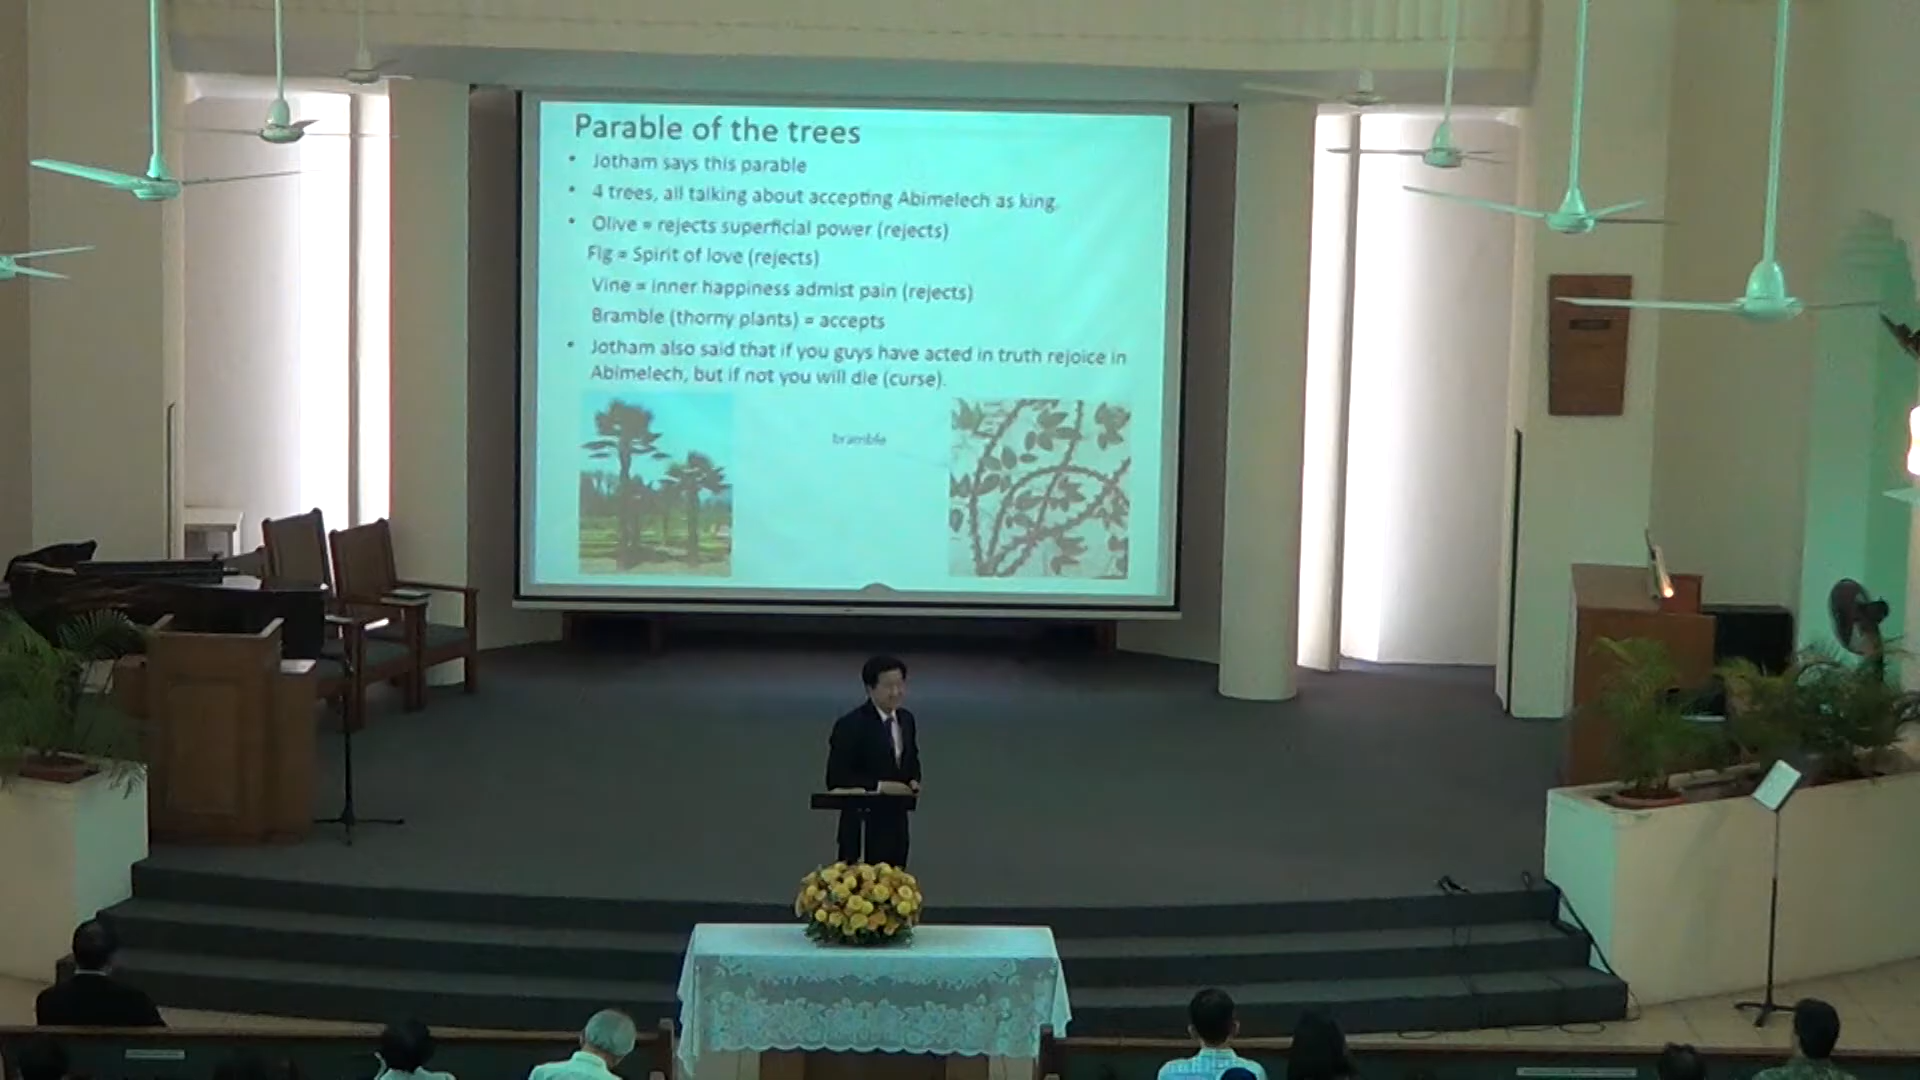 Parable of the trees
• Jotham says this parable
• 4 trees, all talking about accepting Abimelech as king.
• Olive = rejects superficial power (rejects)
Fig = Spirit of love (rejects)
Vine = inner happiness admist pain (rejects)
Bramble (thorny plants) = accepts
• Jotham also said that if you guys have acted in truth rejoice in
Abimelech, but if not you will die (curse).
bramble